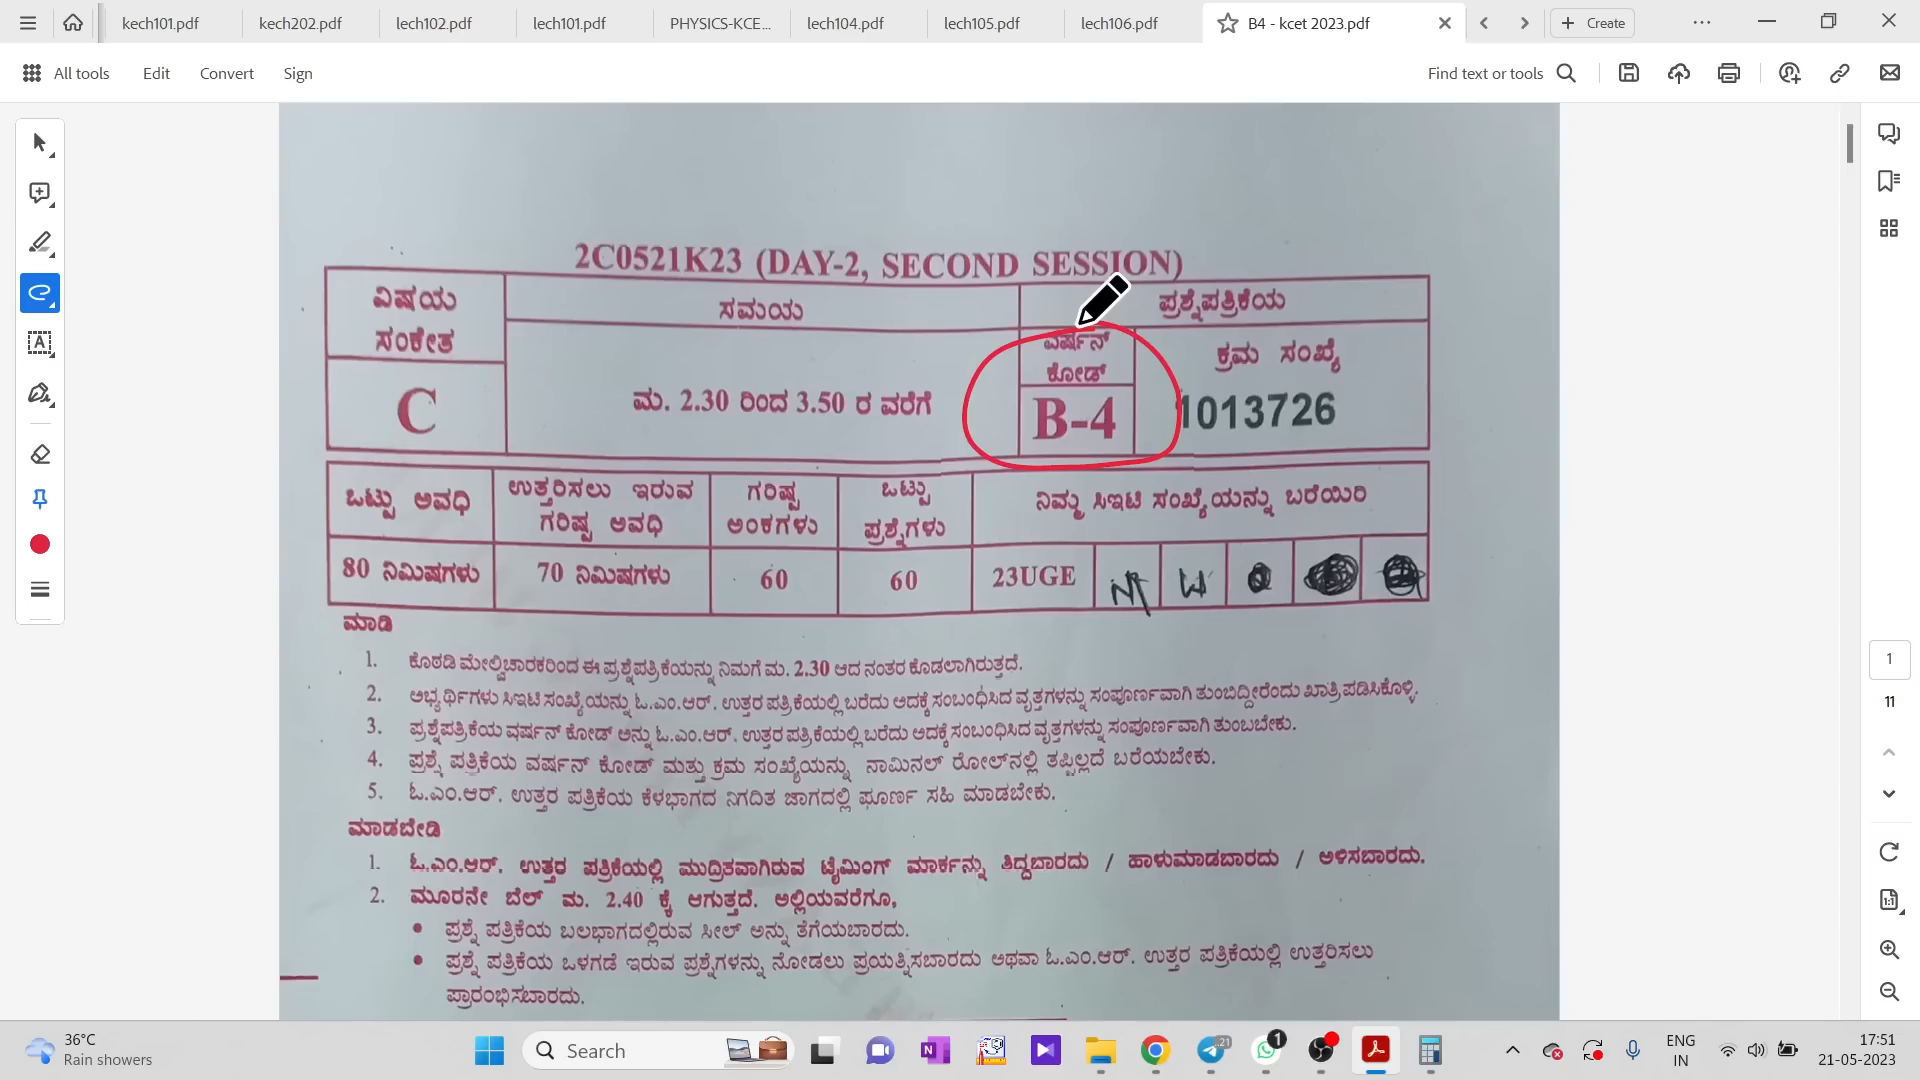 kech101.pdf kech202.pdf lech102.pdf lech101.pdf PHYSICS-KCE... lech104.pdf lech105.pdf lech106.pdf B4 - kcet 2023.pdf Create
All tools Edit Convert Sign Find text or tools
2C0521K23 (DAY-2, SECOND SESSION)
ವಿಷಯ ಸಂಕೇತ
ಸಮಯ
ಪ್ರಶ್ನೆಪತ್ರಿಕೆಯ
ವರ್ಷನ್ ಕೋಡ್
ಕ್ರಮ ಸಂಖ್ಯೆ
C
ಮ. 2.30 ರಿಂದ 3.50 ರ ವರೆಗೆ
B-4
1013726
ಒಟ್ಟು ಅವಧಿ
ಉತ್ತರಿಸಲು ಇರುವ ಗರಿಷ್ಠ ಅವಧಿ
ಗರಿಷ್ಠ ಅಂಕಗಳು
ಒಟ್ಟು ಪ್ರಶ್ನೆಗಳು
ನಿಮ್ಮ ಸಿಇಟಿ ಸಂಖ್ಯೆಯನ್ನು ಬರೆಯಿರಿ
80 ನಿಮಿಷಗಳು
70 ನಿಮಿಷಗಳು
60
60
23UGE
ಮಾಡಿ
1. ಕೊಠಡಿ ಮೇಲ್ವಿಚಾರಕರಿಂದ ಈ ಪ್ರಶ್ನೆಪತ್ರಿಕೆಯನ್ನು ನಿಮಗೆ ಮ. 2.30 ಆದ ನಂತರ ಕೊಡಲಾಗಿರುತ್ತದೆ.
2. ಅಭ್ಯರ್ಥಿಗಳು ಸಿಇಟಿ ಸಂಖ್ಯೆಯನ್ನು ಓ.ಎಂ.ಆರ್. ಉತ್ತರ ಪತ್ರಿಕೆಯಲ್ಲಿ ಬರೆದು ಅದಕ್ಕೆ ಸಂಬಂಧಿಸಿದ ವೃತ್ತಗಳನ್ನು ಸಂಪೂರ್ಣವಾಗಿ ತುಂಬಿದ್ದೀರೆಂದು ಖಾತ್ರಿಪಡಿಸಿಕೊಳ್ಳಿ.
3. ಪ್ರಶ್ನೆಪತ್ರಿಕೆಯ ವರ್ಷನ್ ಕೋಡ್ ಅನ್ನು ಓ.ಎಂ.ಆರ್. ಉತ್ತರ ಪತ್ರಿಕೆಯಲ್ಲಿ ಬರೆದು ಅದಕ್ಕೆ ಸಂಬಂಧಿಸಿದ ವೃತ್ತಗಳನ್ನು ಸಂಪೂರ್ಣವಾಗಿ ತುಂಬಬೇಕು.
4. ಪ್ರಶ್ನೆ ಪತ್ರಿಕೆಯ ವರ್ಷನ್ ಕೋಡ್ ಮತ್ತು ಕ್ರಮ ಸಂಖ್ಯೆಯನ್ನು ನಾಮಿನಲ್ ರೋಲ್‌ನಲ್ಲಿ ತಪ್ಪಿಲ್ಲದೆ ಬರೆಯಬೇಕು.
5. ಓ.ಎಂ.ಆರ್. ಉತ್ತರ ಪತ್ರಿಕೆಯ ಕೆಳಭಾಗದ ನಿಗದಿತ ಜಾಗದಲ್ಲಿ ಪೂರ್ಣ ಸಹಿ ಮಾಡಬೇಕು.
ಮಾಡಬೇಡಿ
1. ಓ.ಎಂ.ಆರ್. ಉತ್ತರ ಪತ್ರಿಕೆಯಲ್ಲಿ ಮುದ್ರಿತವಾಗಿರುವ ಟೈಮಿಂಗ್ ಮಾರ್ಕನ್ನು ತಿದ್ದಬಾರದು / ಹಾಳುಮಾಡಬಾರದು / ಅಳಿಸಬಾರದು.
2. ಮೂರನೇ ಬೆಲ್ ಮ. 2.40 ಕ್ಕೆ ಆಗುತ್ತದೆ. ಅಲ್ಲಿಯವರೆಗೂ,
• ಪ್ರಶ್ನೆ ಪತ್ರಿಕೆಯ ಬಲಭಾಗದಲ್ಲಿರುವ ಸೀಲ್ ಅನ್ನು ತೆಗೆಯಬಾರದು.
• ಪ್ರಶ್ನೆ ಪತ್ರಿಕೆಯ ಒಳಗಡೆ ಇರುವ ಪ್ರಶ್ನೆಗಳನ್ನು ನೋಡಲು ಪ್ರಯತ್ನಿಸಬಾರದು ಅಥವಾ ಓ.ಎಂ.ಆರ್. ಉತ್ತರ ಪತ್ರಿಕೆಯಲ್ಲಿ ಉತ್ತರಿಸಲು
ಪ್ರಾರಂಭಿಸಬಾರದು.
1
11
36°C
Rain showers
Search
21
1
ENG
IN
17:51
21-05-2023